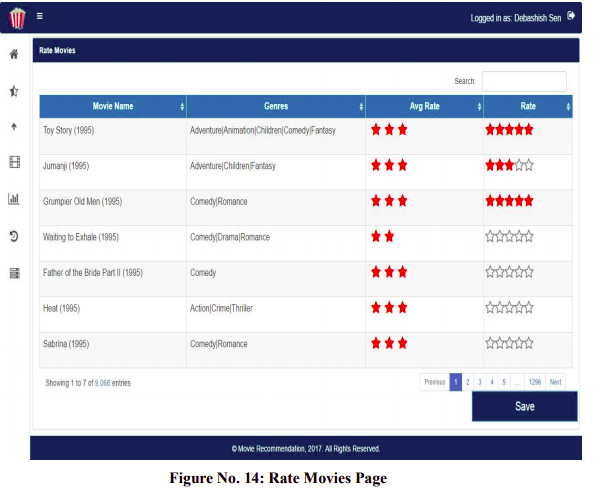 Logged in as: Debashish Sen
Rate Movies
Search:
Movie Name Genres Avg Rate Rate
Toy Story (1995) Adventure|Animation|Children|Comedy|Fantasy
Jumanji (1995) Adventure|Children|Fantasy
Grumpier Old Men (1995) Comedy|Romance
Waiting to Exhale (1995) Comedy|Drama|Romance
Father of the Bride Part II (1995) Comedy
Heat (1995) Action|Crime|Thriller
Sabrina (1995) Comedy|Romance
Showing 1 to 7 of 9,066 entries Previous 1 2 3 4 5 ... 1296 Next
Save
© Movie Recommendation, 2017. All Rights Reserved.
Figure No. 14: Rate Movies Page